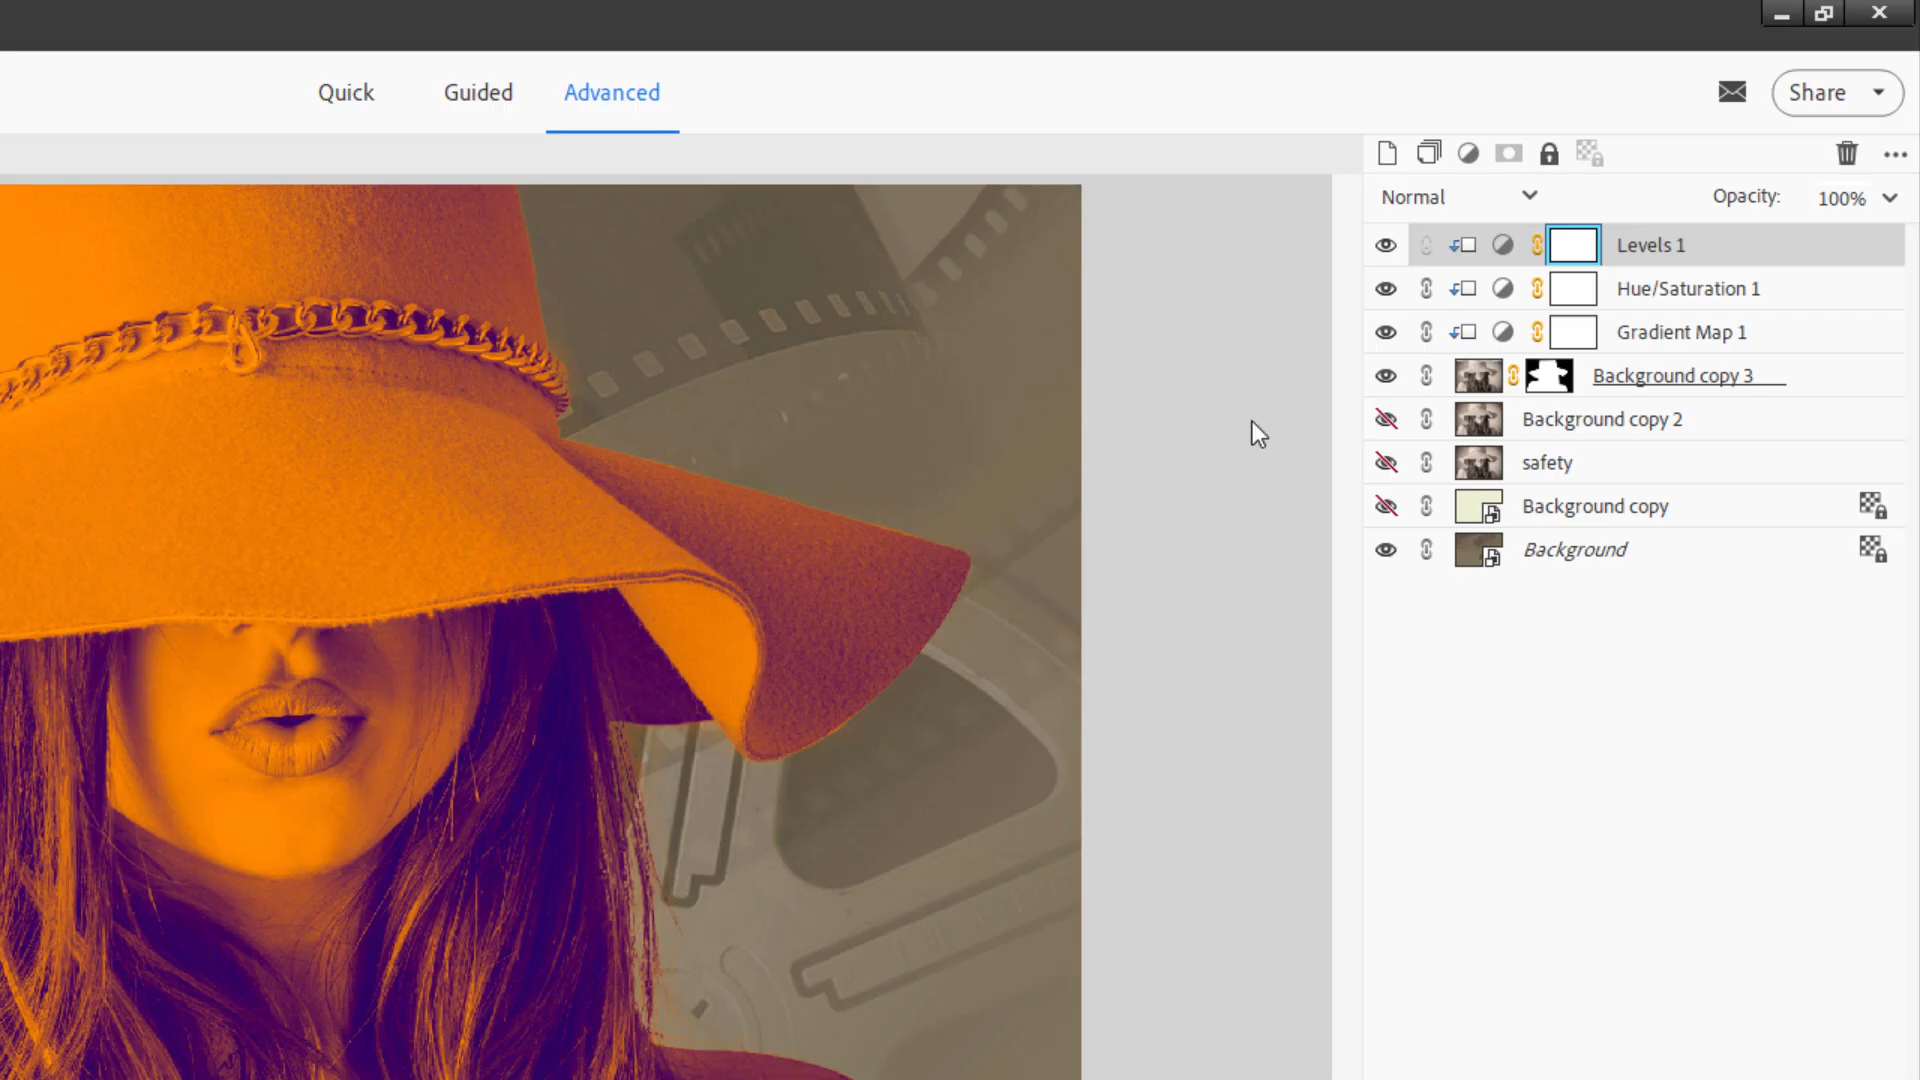 Quick Guided Advanced
Share
Normal Opacity: 100%
Levels 1
Hue/Saturation 1
Gradient Map 1
Background copy 3
Background copy 2
safety
Background copy
Background